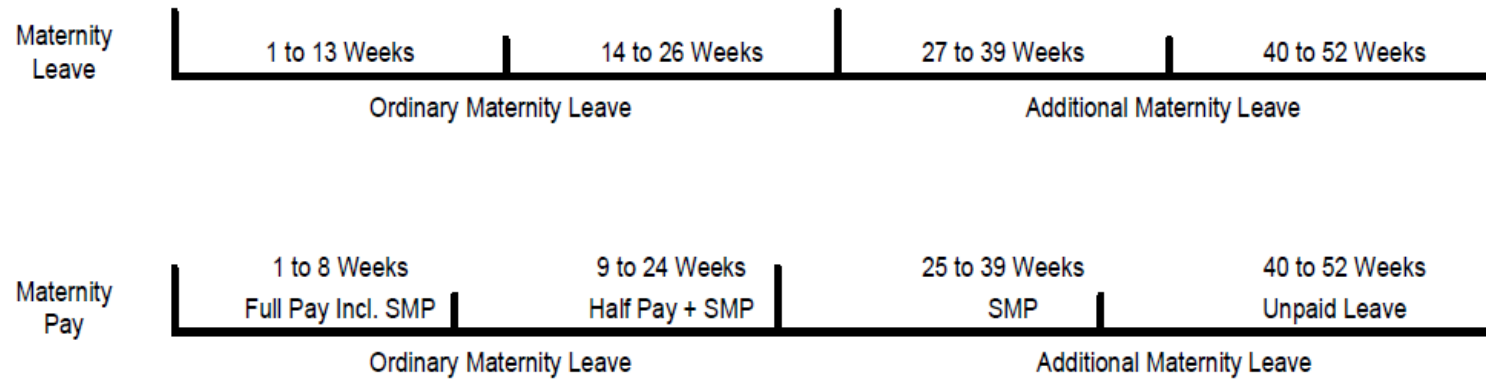 Maternity Leave
1 to 13 Weeks 14 to 26 Weeks 27 to 39 Weeks 40 to 52 Weeks
Ordinary Maternity Leave Additional Maternity Leave
Maternity Pay
1 to 8 Weeks 9 to 24 Weeks 25 to 39 Weeks 40 to 52 Weeks
Full Pay Incl. SMP Half Pay + SMP SMP Unpaid Leave
Ordinary Maternity Leave Additional Maternity Leave